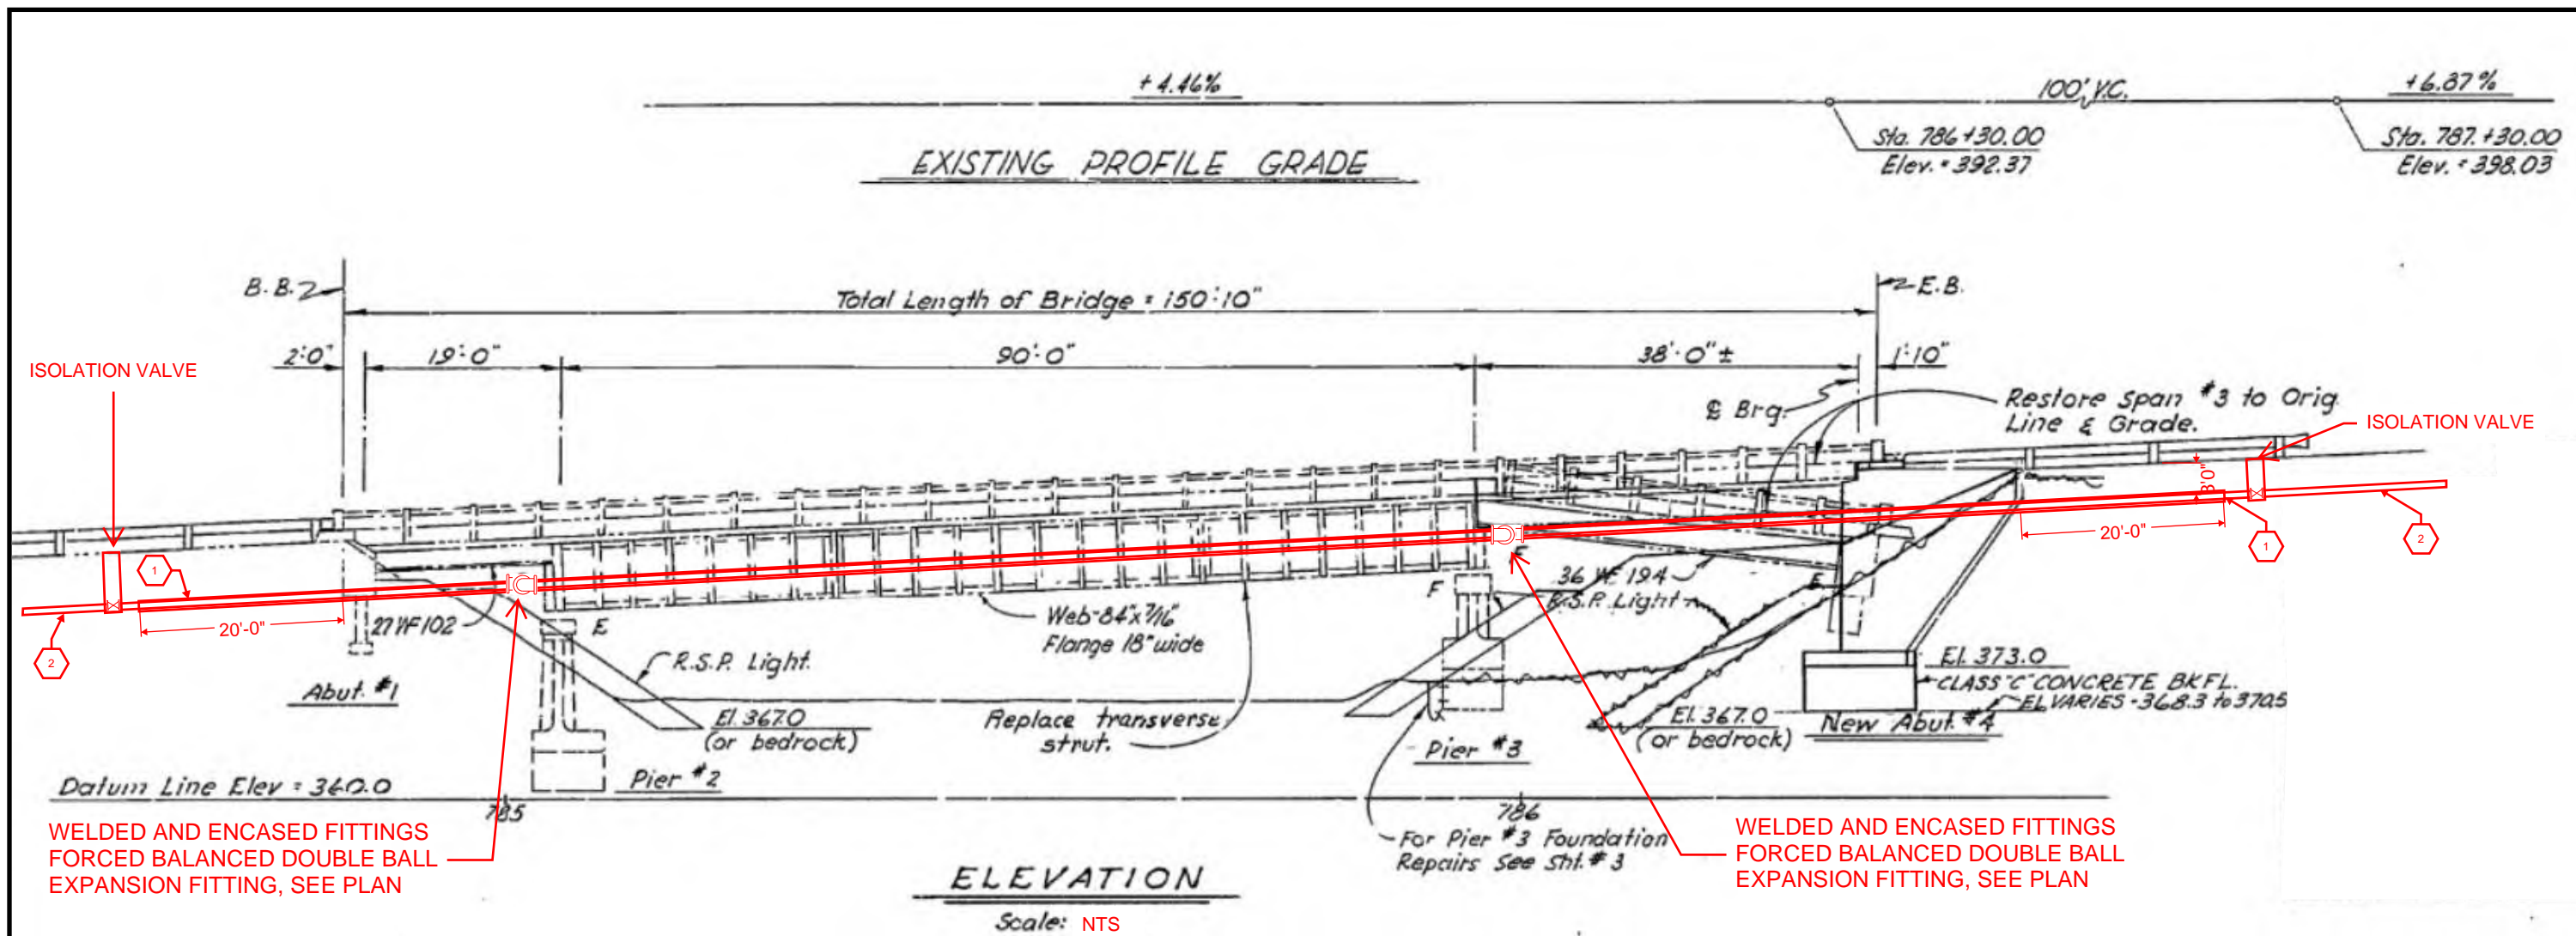 +4.46%
100' V.C.
+6.87%
Sta. 786+30.00
Elev. = 392.37
Sta. 787.+30.00
Elev. = 398.03
EXISTING PROFILE GRADE
B.B.
Total Length of Bridge = 150'-10"
E.B.
2'-0"
19'-0"
90'-0"
38'-0" ±
1'-10"
ISOLATION VALVE
℄ Brg.
Restore Span #3 to Orig.
Line & Grade.
ISOLATION VALVE
3'0"
1
20'-0"
2
27 WF 102
E
Web-84"x7/16"
Flange 18" wide
F
F
36 WF 194
R.S.P. Light
E
20'-0"
1
2
Abut. #1
R.S.P. Light.
El. 367.0
(or bedrock)
Replace transverse
strut.
Pier #3
El. 367.0
(or bedrock)
El. 373.0
CLASS "C" CONCRETE BKFL.
EL VARIES - 368.3 to 370.5
New Abut. #4
Datum Line Elev = 360.0
Pier #2
785
786
WELDED AND ENCASED FITTINGS
FORCED BALANCED DOUBLE BALL
EXPANSION FITTING, SEE PLAN
For Pier #3 Foundation
Repairs See Sht. #3
WELDED AND ENCASED FITTINGS
FORCED BALANCED DOUBLE BALL
EXPANSION FITTING, SEE PLAN
ELEVATION
Scale: NTS